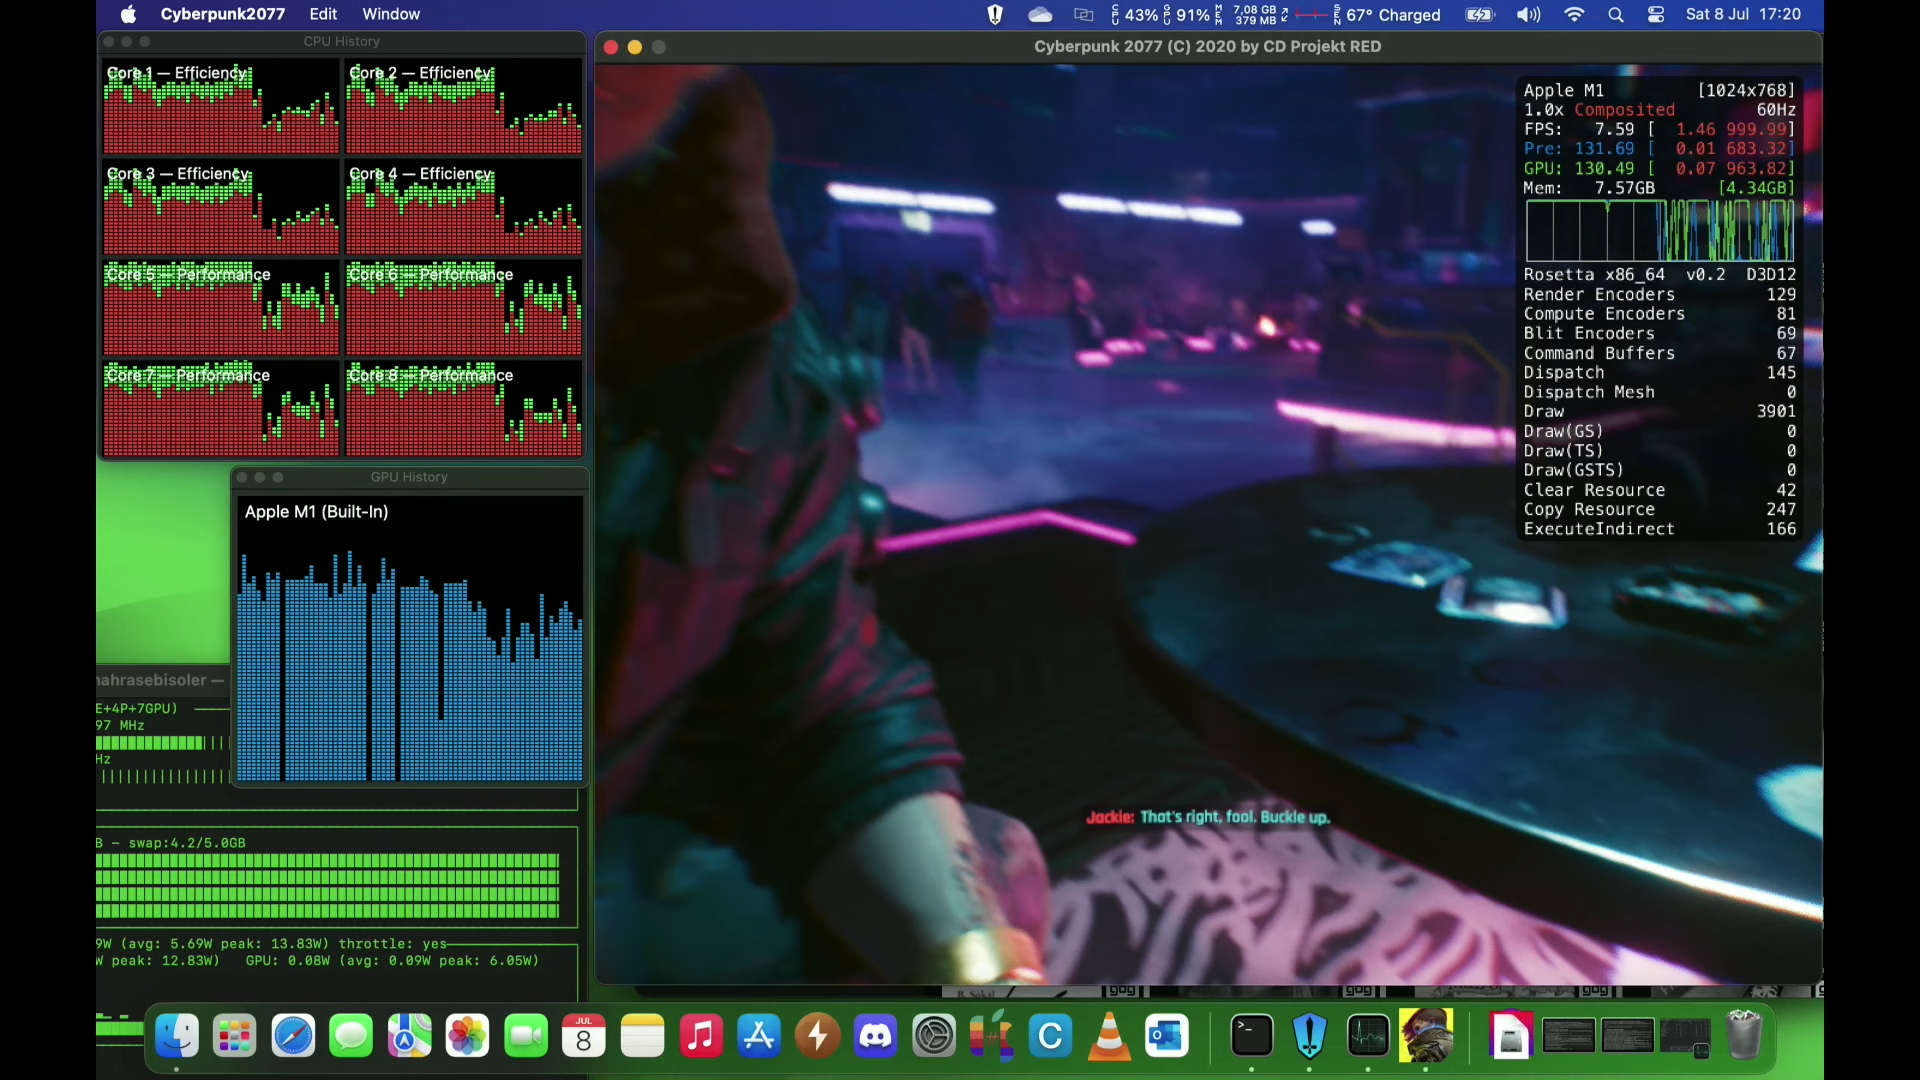 Cyberpunk2077 Edit Window
43% 91% 7,08 GB 379 MB 67° Charged Sat 8 Jul 17:20
CPU History
Core 1 — Efficiency
Core 2 — Efficiency
Core 3 — Efficiency
Core 4 — Efficiency
Core 5 — Performance
Core 6 — Performance
Core 7 — Performance
Core 8 — Performance
GPU History
Apple M1 (Built-In)
nahrasebisoler —
E+4P+7GPU)
97 MHz
Hz
B - swap:4.2/5.0GB
9W (avg: 5.69W peak: 13.83W) throttle: yes
W peak: 12.83W) GPU: 0.08W (avg: 0.09W peak: 6.05W)
Cyberpunk 2077 (C) 2020 by CD Projekt RED
Apple M1 [1024x768]
1.0x Composited 60Hz
FPS: 7.59 [ 1.46 999.99]
Pre: 131.69 [ 0.01 683.32]
GPU: 130.49 [ 0.07 963.82]
Mem: 7.57GB [4.34GB]
Rosetta x86_64 v0.2 D3D12
Render Encoders 129
Compute Encoders 81
Blit Encoders 69
Command Buffers 67
Dispatch 145
Dispatch Mesh 0
Draw 3901
Draw(GS) 0
Draw(TS) 0
Draw(GSTS) 0
Clear Resource 42
Copy Resource 247
ExecuteIndirect 166
Jackie: That's right, fool. Buckle up.
JUL
8